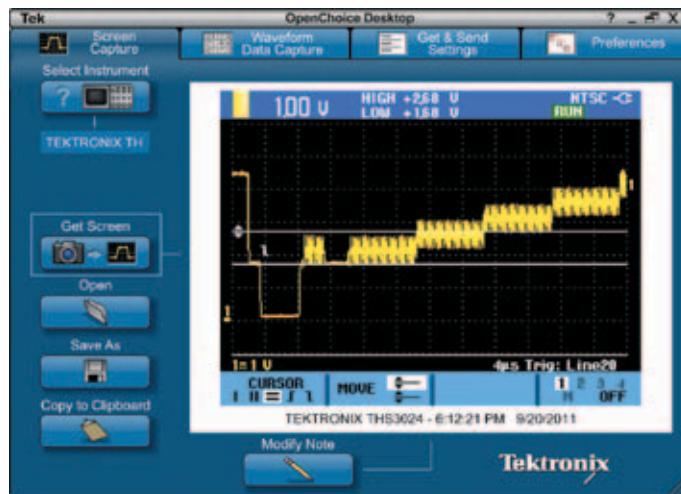 Tek
OpenChoice Desktop
? _ X
Screen Capture
Waveform Data Capture
Get & Send Settings
Preferences
Select Instrument
?
TEKTRONIX TH
Get Screen
Open
Save As
Copy to Clipboard
1.00 V
HIGH +2.68 V
LOW +1.68 V
NTSC
RUN
1
1
1
1= 1 V
4µs Trig: Line20
CURSOR
MOVE
1 2 3 4
M OFF
TEKTRONIX THS3024 - 6:12:21 PM 9/20/2011
Modify Note
Tektronix